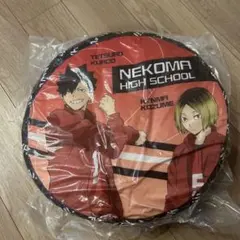 TETSURO
KUROO
NEKOMA
HIGH SCHOOL
KENMA
KOZUME